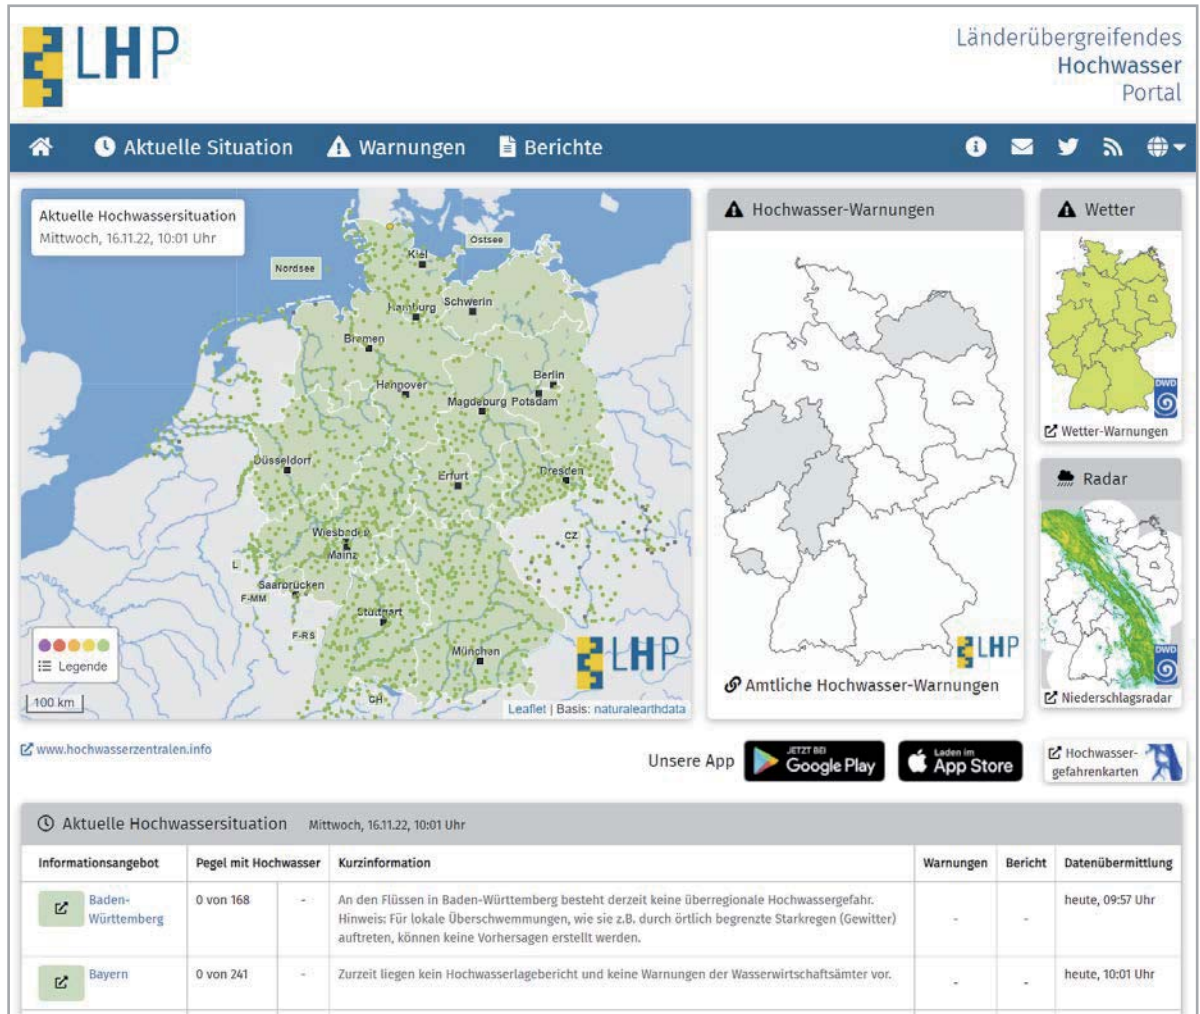 LHP
Länderübergreifendes
Hochwasser
Portal
Aktuelle Situation
Warnungen
Berichte
Aktuelle Hochwassersituation
Mittwoch, 16.11.22, 10:01 Uhr
Nordsee
Ostsee
Kiel
Hamburg
Schwerin
Bremen
Hannover
Berlin
Magdeburg
Potsdam
Düsseldorf
Erfurt
Dresden
Wiesbaden
Mainz
CZ
L
Saarbrücken
F-MM
F-RS
Stuttgart
München
CH
Legende
100 km
LHP
Leaflet | Basis: naturalearthdata
Hochwasser-Warnungen
LHP
Amtliche Hochwasser-Warnungen
Wetter
DWD
Wetter-Warnungen
Radar
DWD
Niederschlagsradar
www.hochwasserzentralen.info
Unsere App
JETZT BEI
Google Play
Laden im
App Store
Hochwasser-
gefahrenkarten
Aktuelle Hochwassersituation Mittwoch, 16.11.22, 10:01 Uhr
Informationsangebot Pegel mit Hochwasser Kurzinformation Warnungen Bericht Datenübermittlung
Baden-
Württemberg
0 von 168 -
An den Flüssen in Baden-Württemberg besteht derzeit keine überregionale Hochwassergefahr.
Hinweis: Für lokale Überschwemmungen, wie sie z.B. durch örtlich begrenzte Starkregen (Gewitter)
auftreten, können keine Vorhersagen erstellt werden.
- - heute, 09:57 Uhr
Bayern 0 von 241 - Zurzeit liegen kein Hochwasserlagebericht und keine Warnungen der Wasserwirtschaftsämter vor. - - heute, 10:01 Uhr